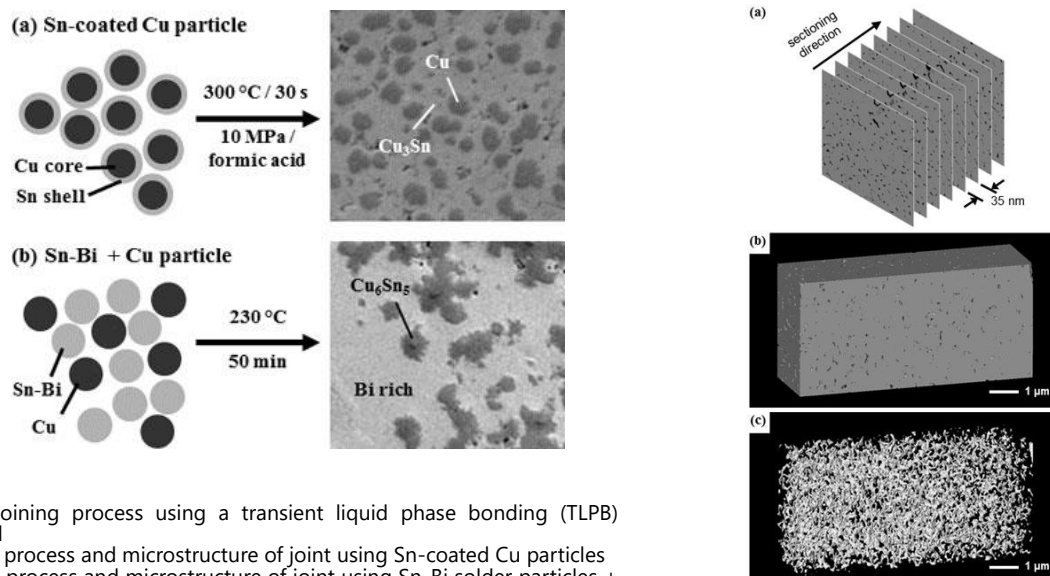 (a) Sn-coated Cu particle
Cu core
Sn shell
300 °C / 30 s
10 MPa /
formic acid
Cu
Cu3Sn
(b) Sn-Bi + Cu particle
Sn-Bi
Cu
230 °C
50 min
Cu6Sn5
Bi rich
oining process using a transient liquid phase bonding (TLPB)
process and microstructure of joint using Sn-coated Cu particles
process and microstructure of joint using Sn-Bi solder particles +
(a)
sectioning
direction
35 nm
(b)
1 μm
(c)
1 μm